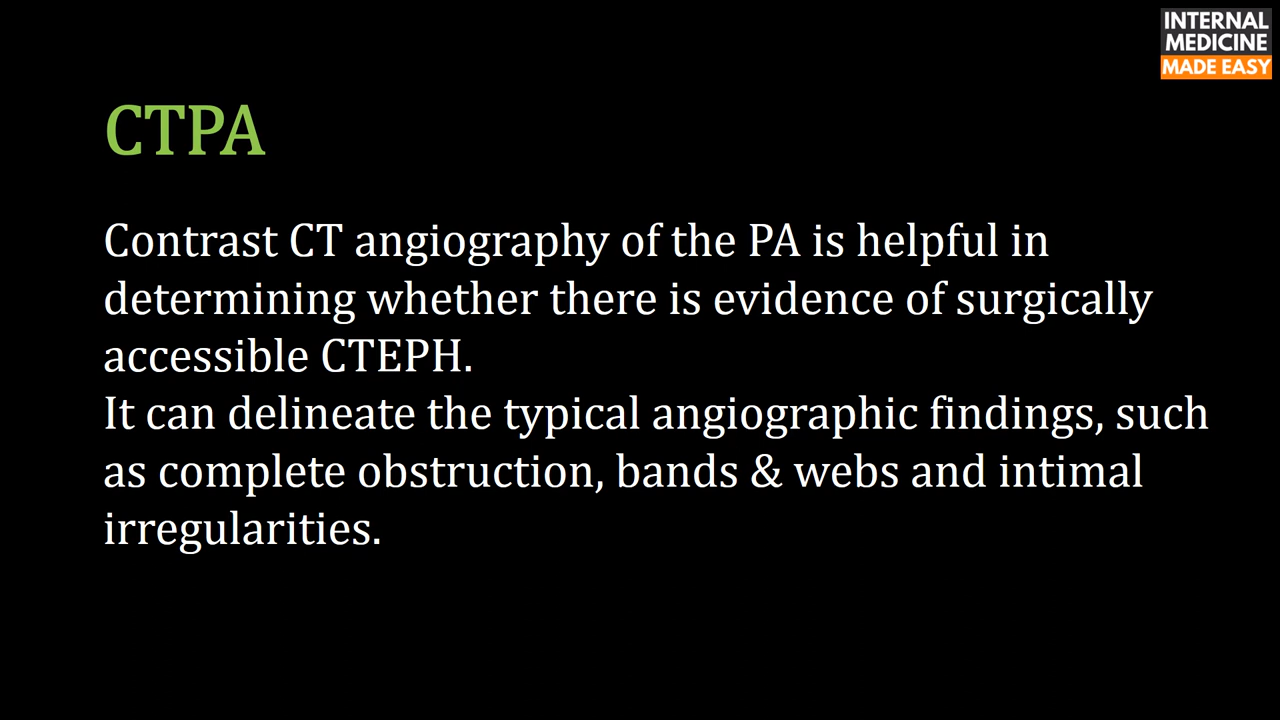 INTERNAL
MEDICINE
MADE EASY
CTPA
Contrast CT angiography of the PA is helpful in
determining whether there is evidence of surgically
accessible CTEPH.
It can delineate the typical angiographic findings, such
as complete obstruction, bands & webs and intimal
irregularities.